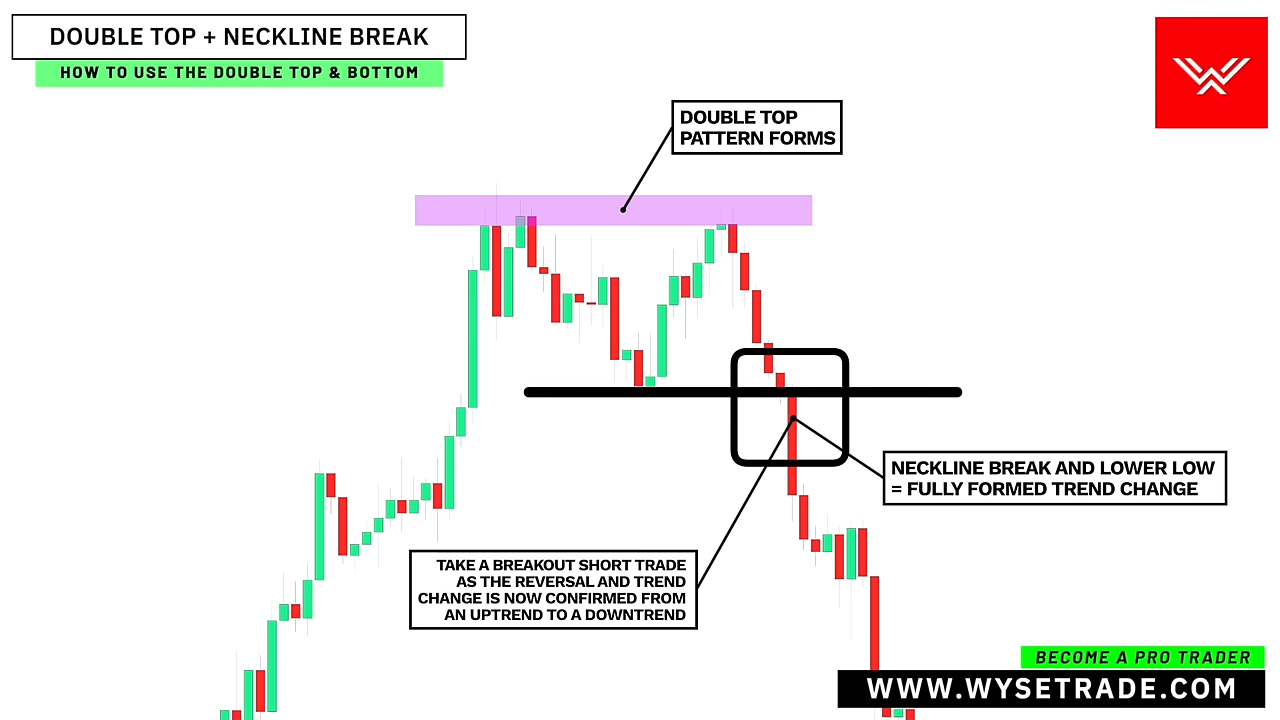 DOUBLE TOP + NECKLINE BREAK
HOW TO USE THE DOUBLE TOP & BOTTOM
DOUBLE TOP
PATTERN FORMS
NECKLINE BREAK AND LOWER LOW
= FULLY FORMED TREND CHANGE
TAKE A BREAKOUT SHORT TRADE
AS THE REVERSAL AND TREND
CHANGE IS NOW CONFIRMED FROM
AN UPTREND TO A DOWNTREND
BECOME A PRO TRADER
WWW.WYSETRADE.COM